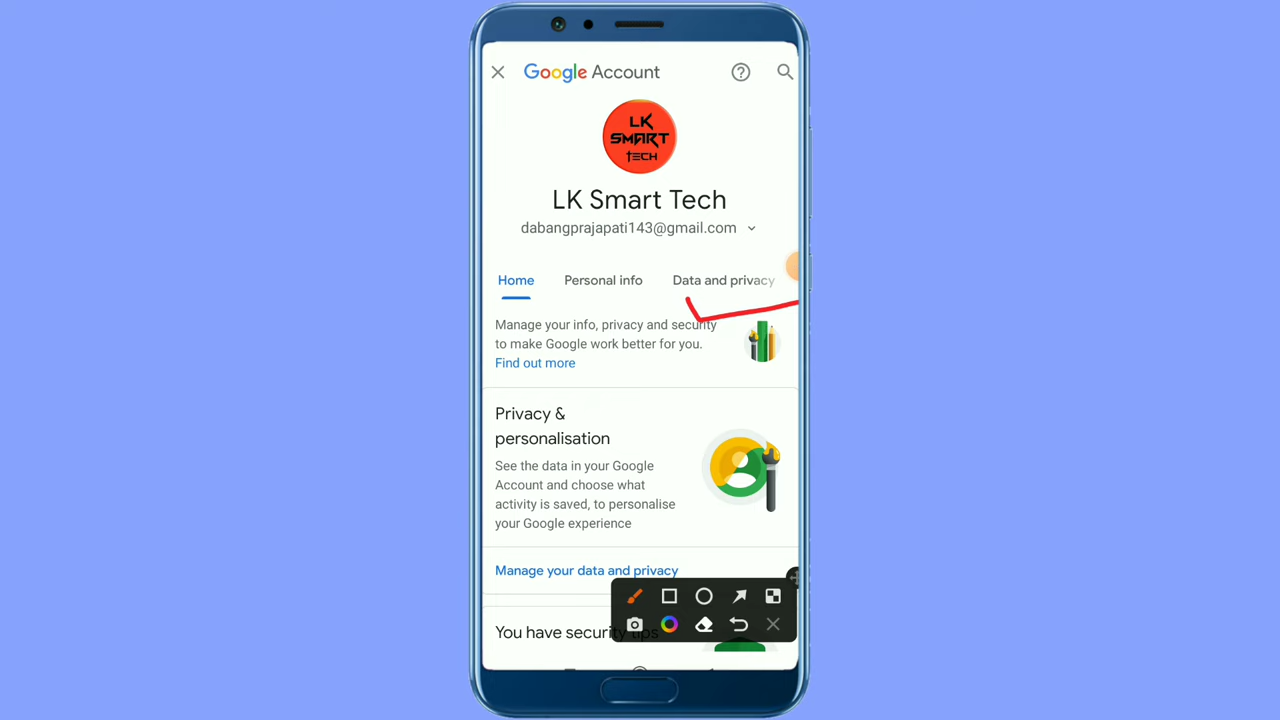 Google Account
LK
SMART
TECH
LK Smart Tech
dabangprajapati143@gmail.com
Home Personal info Data and privacy
Manage your info, privacy and security
to make Google work better for you.
Find out more
Privacy &
personalisation
See the data in your Google
Account and choose what
activity is saved, to personalise
your Google experience
Manage your data and privacy
You have security tips